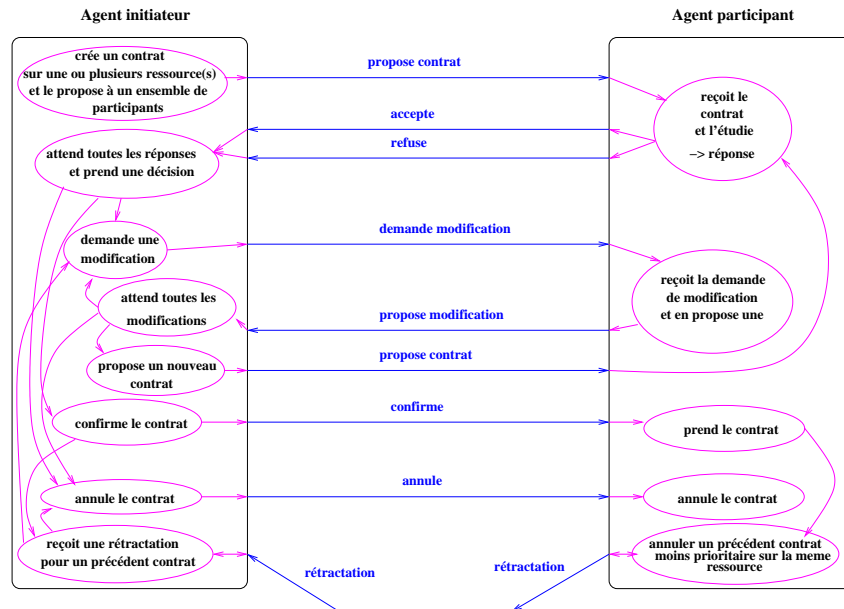 Agent initiateur
Agent participant
crée un contrat
sur une ou plusieurs ressource(s)
et le propose à un ensemble de
participants
propose contrat
reçoit le
contrat
et l'étudie
−> réponse
accepte
refuse
attend toutes les réponses
et prend une décision
demande une
modification
demande modification
reçoit la demande
de modification
et en propose une
attend toutes les
modifications
propose modification
propose un nouveau
contrat
propose contrat
confirme le contrat
confirme
prend le contrat
annule le contrat
annule
annule le contrat
reçoit une rétractation
pour un précédent contrat
rétractation
rétractation
annuler un précédent contrat
moins prioritaire sur la meme
ressource